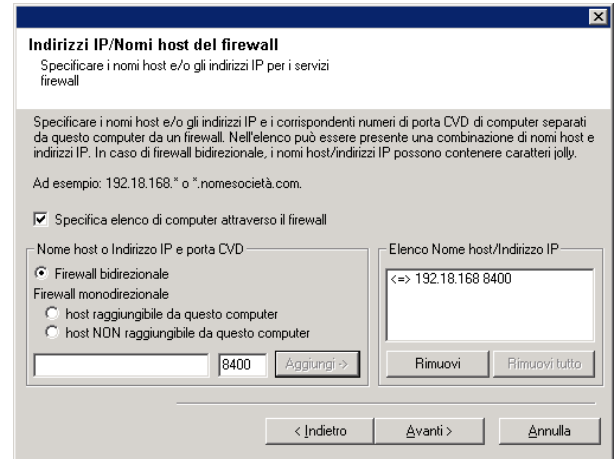 Indirizzi IP/Nomi host del firewall
Specificare i nomi host e/o gli indirizzi IP per i servizi
firewall
Specificare i nomi host e/o gli indirizzi IP e i corrispondenti numeri di porta CVD di computer separati
da questo computer da un firewall. Nell'elenco può essere presente una combinazione di nomi host e
indirizzi IP. In caso di firewall bidirezionale, i nomi host/indirizzi IP possono contenere caratteri jolly.
Ad esempio: 192.18.168.* o *.nomesocietà.com.
Specifica elenco di computer attraverso il firewall
Nome host o Indirizzo IP e porta CVD
Firewall bidirezionale
Firewall monodirezionale
host raggiungibile da questo computer
host NON raggiungibile da questo computer
8400
Aggiungi ->
Elenco Nome host/Indirizzo IP
<=> 192.18.168 8400
Rimuovi
Rimuovi tutto
< Indietro
Avanti >
Annulla